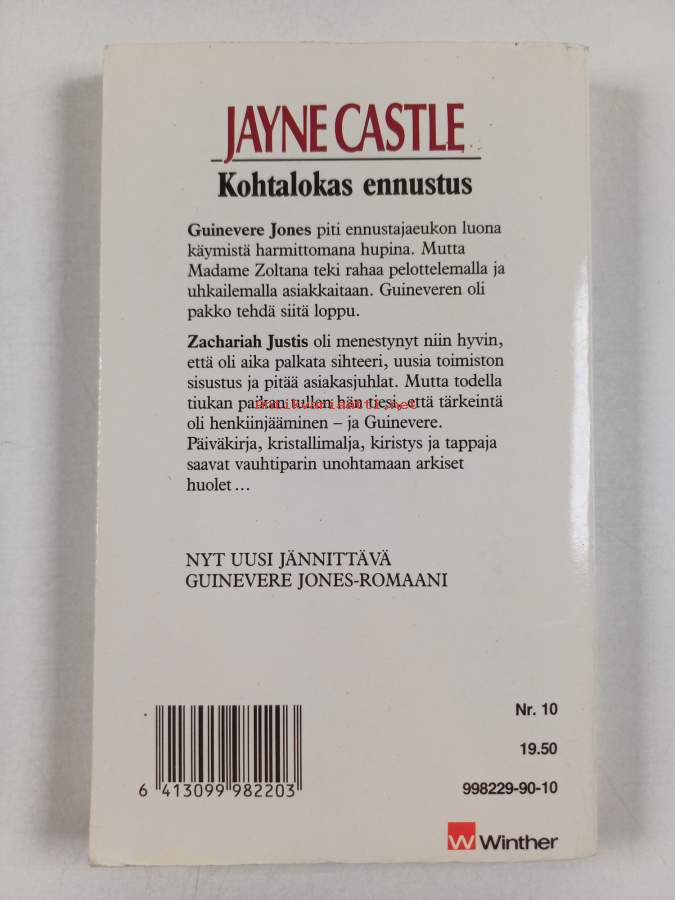 JAYNE CASTLE
Kohtalokas ennustus
Guinevere Jones piti ennustajaeukon luona
käymistä harmittomana hupina. Mutta
Madame Zoltana teki rahaa pelottelemalla ja
uhkailemalla asiakkaitaan. Guineveren oli
pakko tehdä siitä loppu.
Zachariah Justis oli menestynyt niin hyvin,
että oli aika palkata sihteeri, uusia toimiston
sisustus ja pitää asiakasjuhlat. Mutta todella
tiukan paikan tullen hän tiesi, että tärkeintä
Antikvariaatti.net
oli henkiinjääminen – ja Guinevere.
Päiväkirja, kristallimalja, kiristys ja tappaja
saavat vauhtiparin unohtamaan arkiset
huolet…
NYT UUSI JÄNNITTÄVÄ
GUINEVERE JONES-ROMAANI
Nr. 10
19.50
998229-90-10
6 413099 982203
W Winther